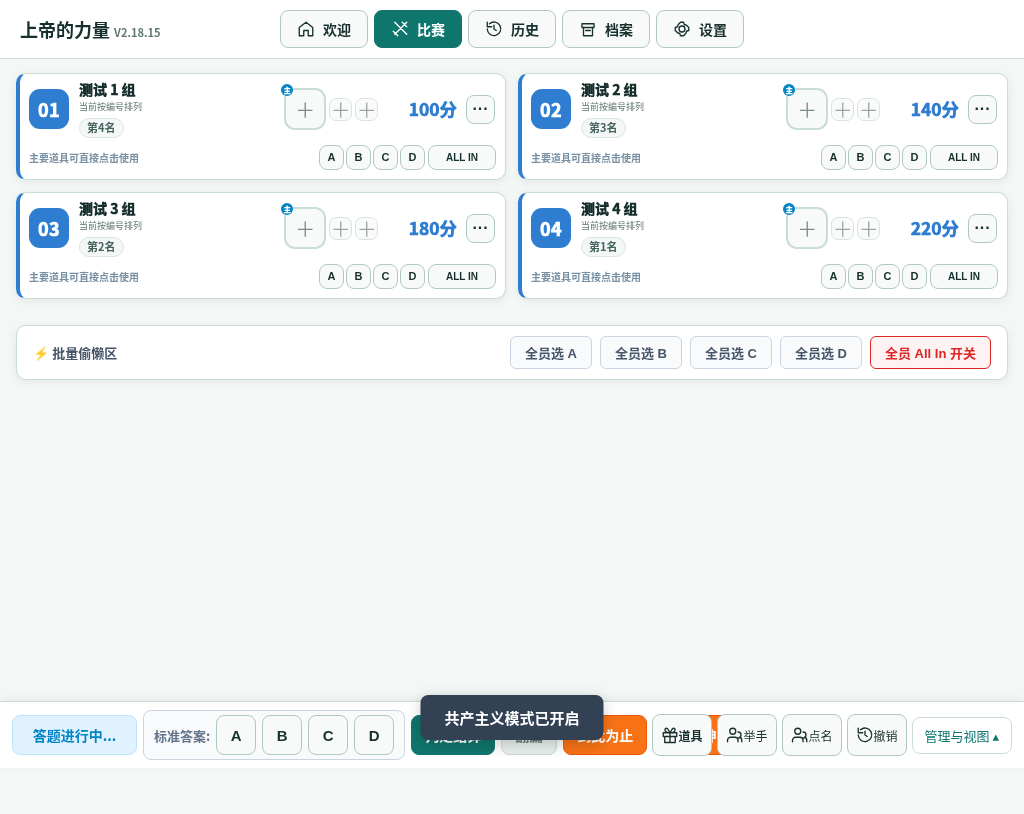 上帝的力量 V2.18.15
欢迎
比赛
历史
档案
设置
01
测试 1 组
当前按编号排列
第4名
主
100分
...
主要道具可直接点击使用
A
B
C
D
ALL IN
02
测试 2 组
当前按编号排列
第3名
主
140分
...
主要道具可直接点击使用
A
B
C
D
ALL IN
03
测试 3 组
当前按编号排列
第2名
主
180分
...
主要道具可直接点击使用
A
B
C
D
ALL IN
04
测试 4 组
当前按编号排列
第1名
主
220分
...
主要道具可直接点击使用
A
B
C
D
ALL IN
⚡ 批量偷懒区
全员选 A
全员选 B
全员选 C
全员选 D
全员 All In 开关
共产主义模式已开启
答题进行中...
标准答案:
A
B
C
D
为止
道具
举手
点名
撤销
管理与视图 ▴